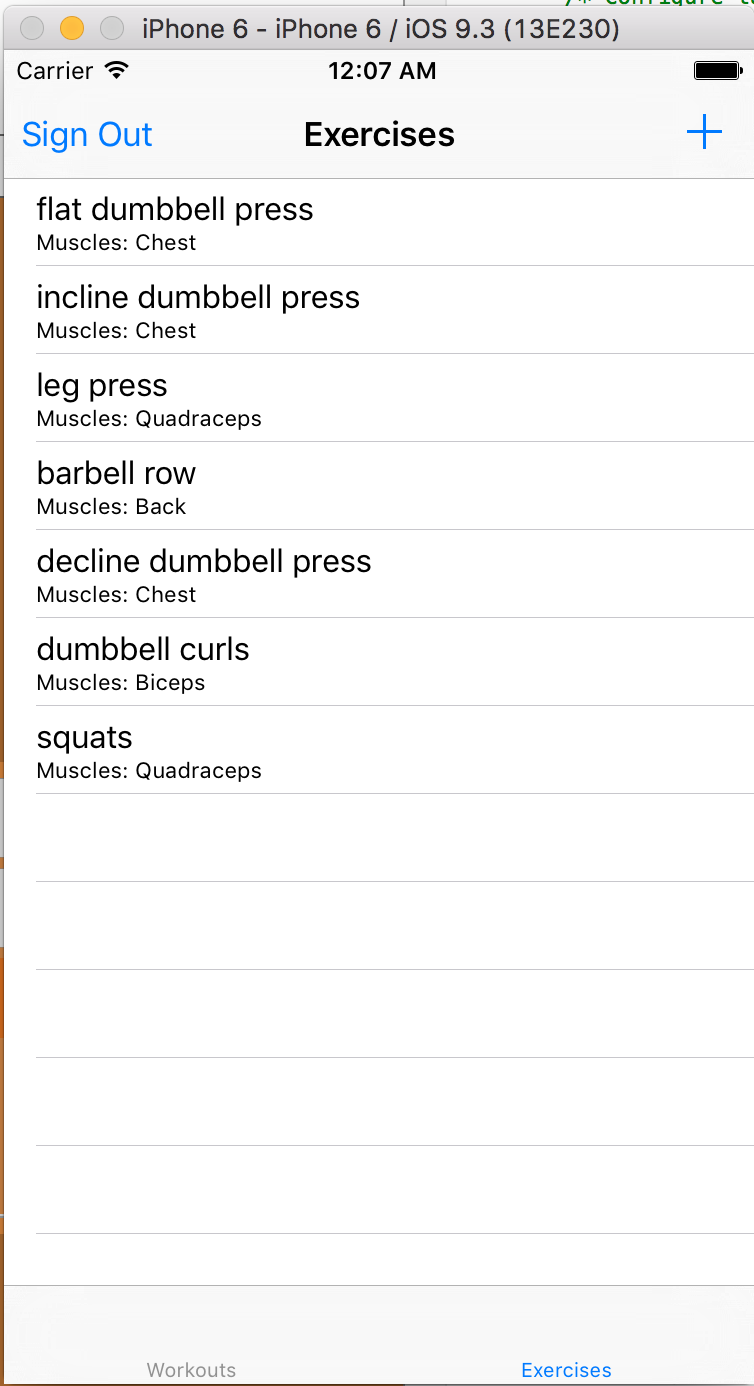 iPhone 6 - iPhone 6 / iOS 9.3 (13E230)
Carrier 12:07 AM
Sign Out Exercises
flat dumbbell press
Muscles: Chest
incline dumbbell press
Muscles: Chest
leg press
Muscles: Quadraceps
barbell row
Muscles: Back
decline dumbbell press
Muscles: Chest
dumbbell curls
Muscles: Biceps
squats
Muscles: Quadraceps
Workouts Exercises